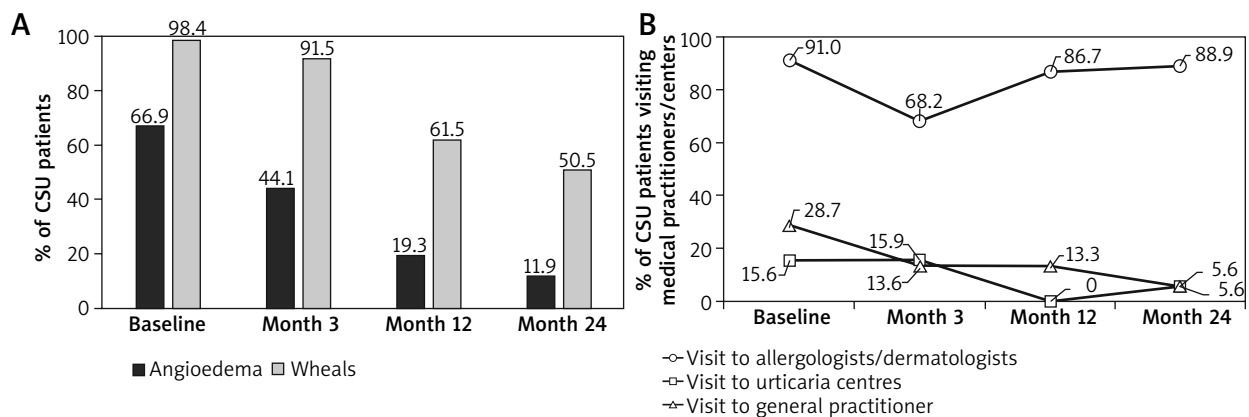 A
% of CSU patients
100
80
60
40
20
0
66.9
98.4
44.1
91.5
19.3
61.5
11.9
50.5
Baseline
Month 3
Month 12
Month 24
Angioedema
Wheals
B
% of CSU patients visiting
medical practitioners/centers
100
80
60
40
20
0
91.0
68.2
86.7
88.9
28.7
15.9
13.3
5.6
15.6
13.6
0
5.6
Baseline
Month 3
Month 12
Month 24
Visit to allergologists/dermatologists
Visit to urticaria centres
Visit to general practitioner